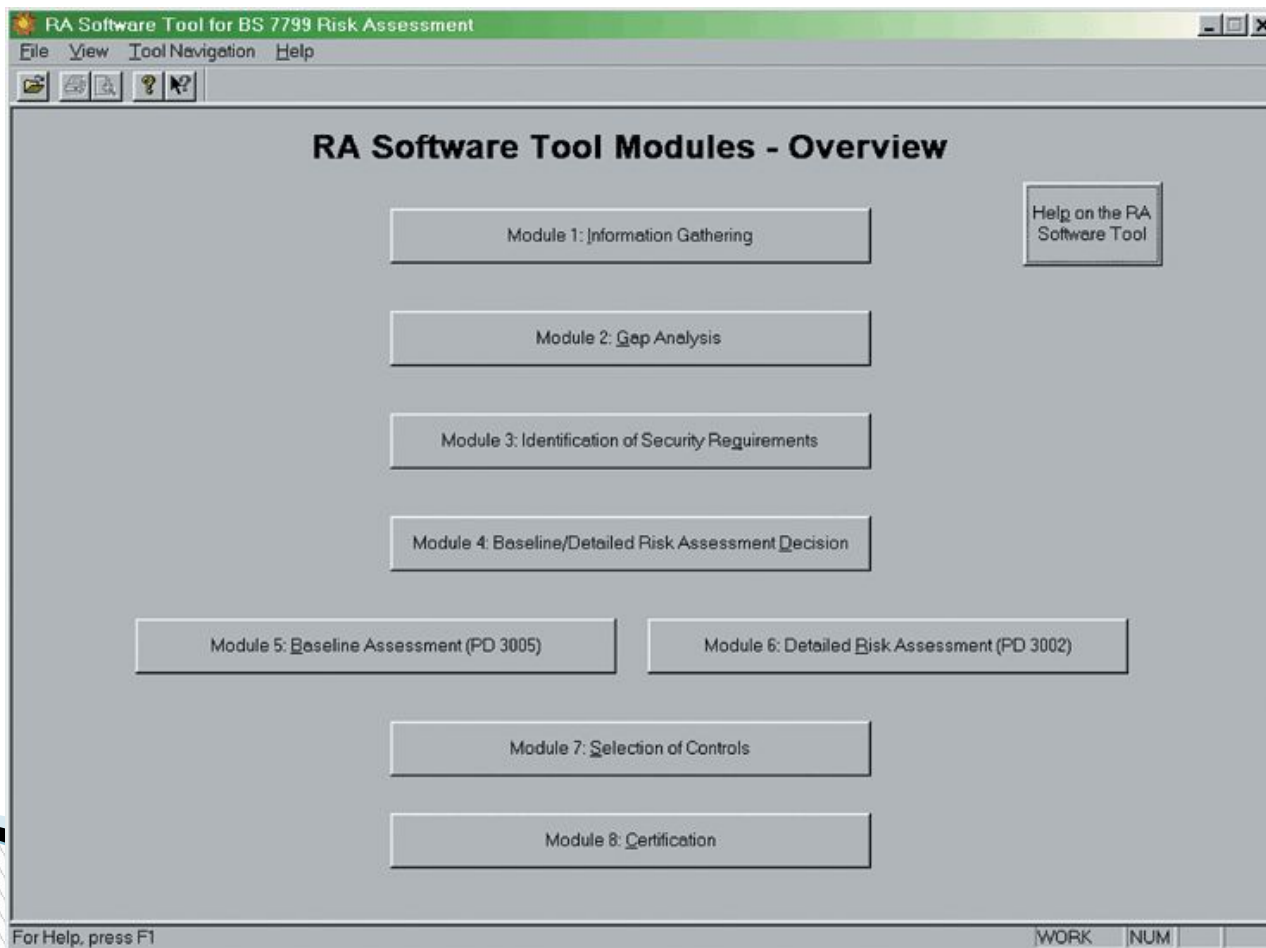 RA Software Tool for BS 7799 Risk Assessment
File View Tool Navigation Help
RA Software Tool Modules - Overview
Help on the RA
Software Tool
Module 1: Information Gathering
Module 2: Gap Analysis
Module 3: Identification of Security Requirements
Module 4: Baseline/Detailed Risk Assessment Decision
Module 5: Baseline Assessment (PD 3005)
Module 6: Detailed Risk Assessment (PD 3002)
Module 7: Selection of Controls
Module 8: Certification
For Help, press F1
WORK NUM